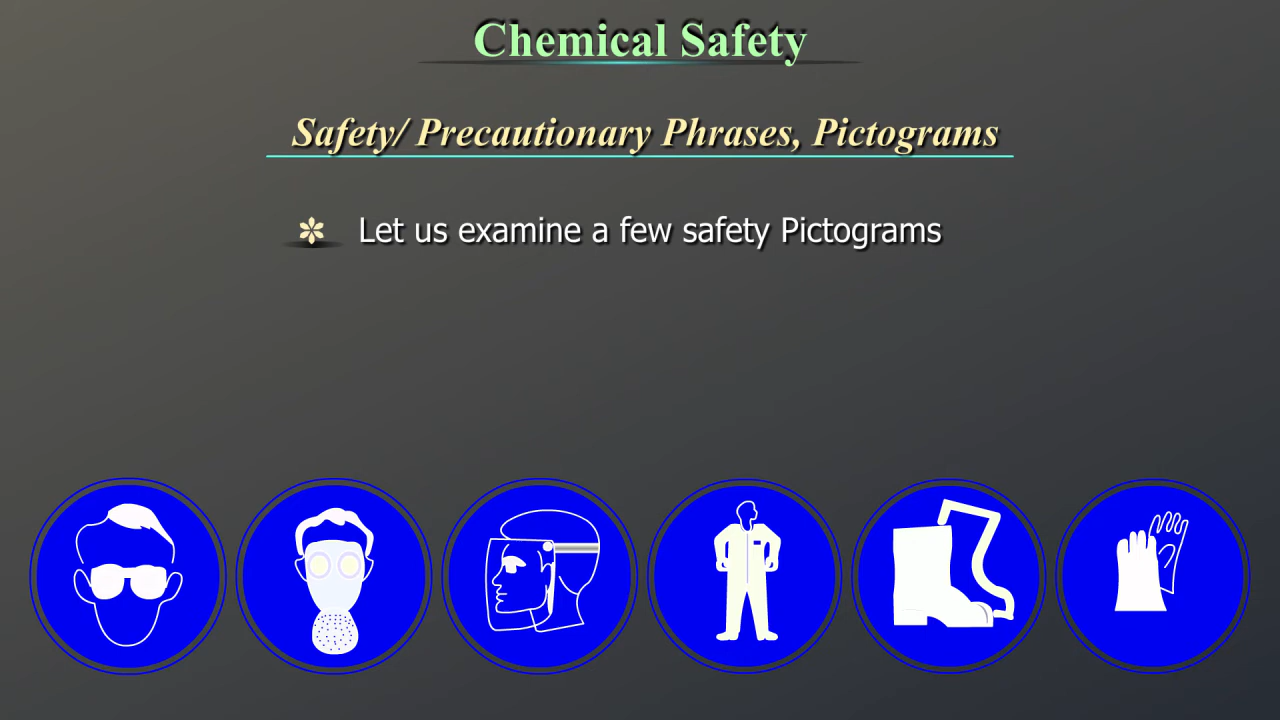 Chemical Safety
Safety/ Precautionary Phrases, Pictograms
Let us examine a few safety Pictograms